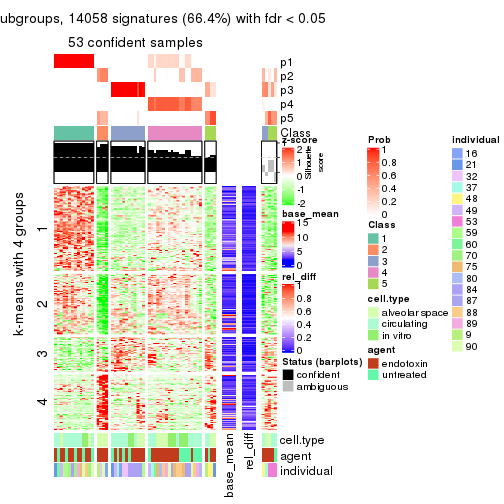 ubgroups, 14058 signatures (66.4%) with fdr < 0.05
53 confident samples
p1
p2
p3
p4
p5
Class
z-score
2
1
0
-1
-2
Silhouette score
base_mean
15
10
5
0
rel_diff
1
0.8
0.6
0.4
0.2
0
Status (barplots)
confident
ambiguous
Prob
1
0.8
0.6
0.4
0.2
0
Class
1
2
3
4
5
cell.type
alveolar space
circulating
in vitro
agent
endotoxin
untreated
individual
16
21
32
37
48
49
53
59
60
70
75
80
84
87
88
89
9
90
k-means with 4 groups
1
2
3
4
cell.type
agent
individual
base_mean
rel_diff